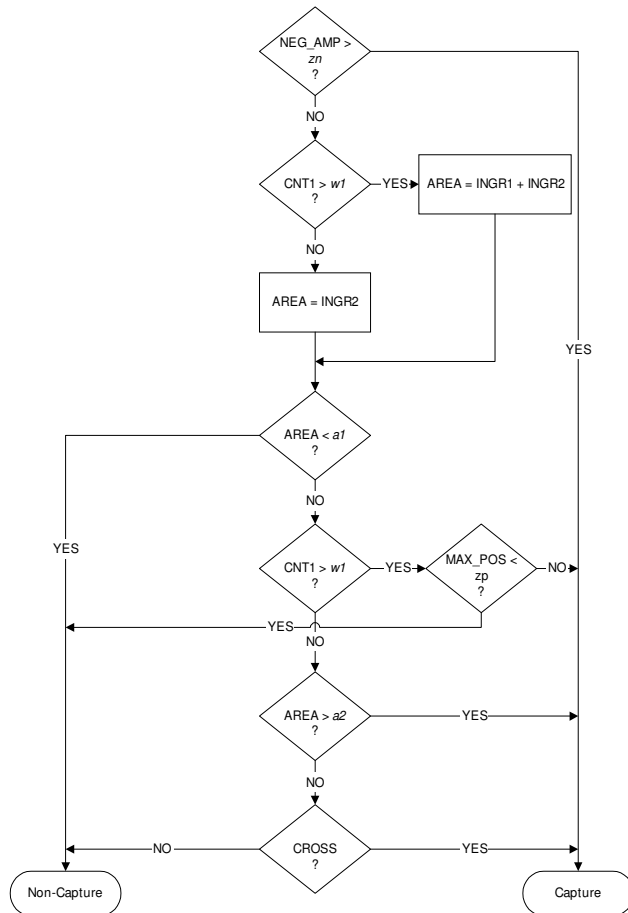 NEG_AMP >
zn
?
NO
CNT1 > w1
?
YES
AREA = INGR1 + INGR2
NO
AREA = INGR2
YES
AREA < a1
?
NO
YES
CNT1 > w1
?
YES
MAX_POS <
zp
?
NO
YES
NO
AREA > a2
?
YES
NO
NO
CROSS
?
YES
Non-Capture
Capture